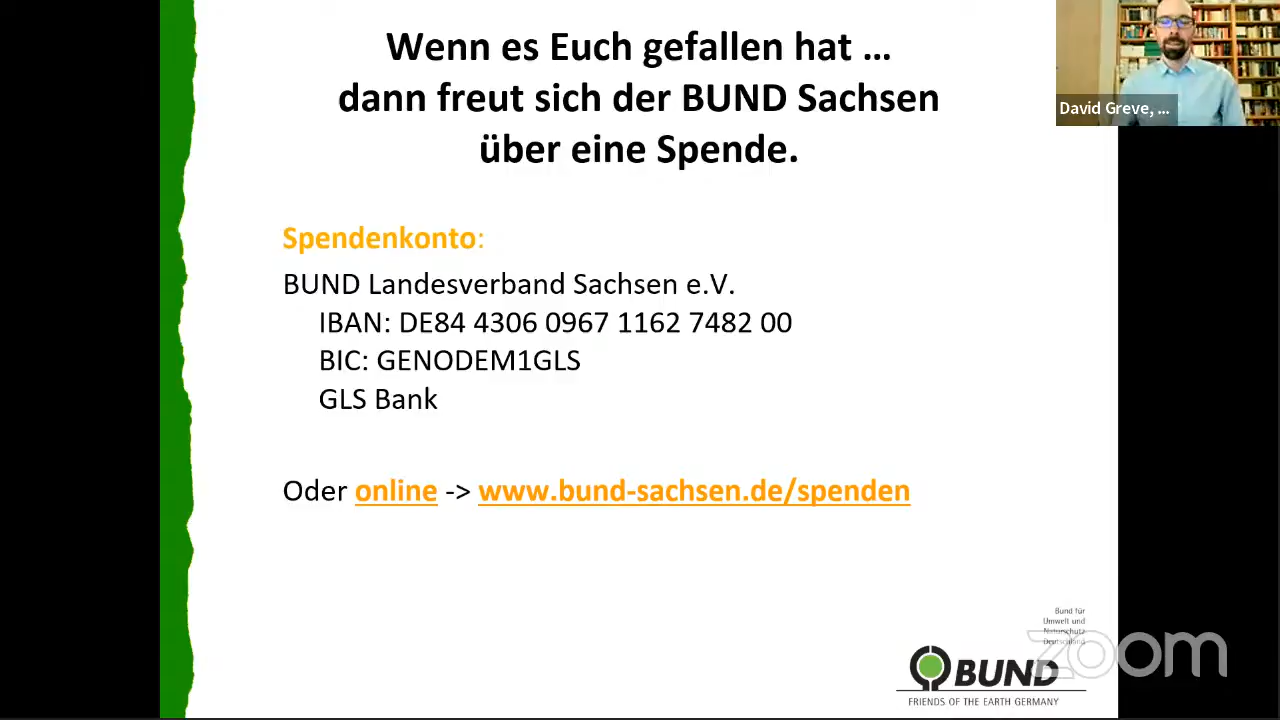 Wenn es Euch gefallen hat …
dann freut sich der BUND Sachsen
über eine Spende.
David Greve, ...
Spendenkonto:
BUND Landesverband Sachsen e.V.
IBAN: DE84 4306 0967 1162 7482 00
BIC: GENODEM1GLS
GLS Bank
Oder online -> www.bund-sachsen.de/spenden
Bund für
Umwelt und
Naturschutz
Deutschland
zoom
BUND
FRIENDS OF THE EARTH GERMANY